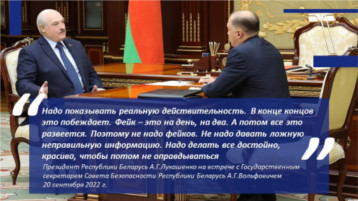 “
Надо показывать реальную действительность. В конце концов
это побеждает. Фейк – это на день, на два. А потом все это
развеется. Поэтому не надо фейков. Не надо давать ложную
неправильную информацию. Надо делать все достойно,
красиво, чтобы потом не оправдываться
”
Президент Республики Беларусь А.Г.Лукашенко на встрече с Государственным
секретарем Совета Безопасности Республики Беларусь А.Г.Вольфовичем
20 сентября 2022 г.